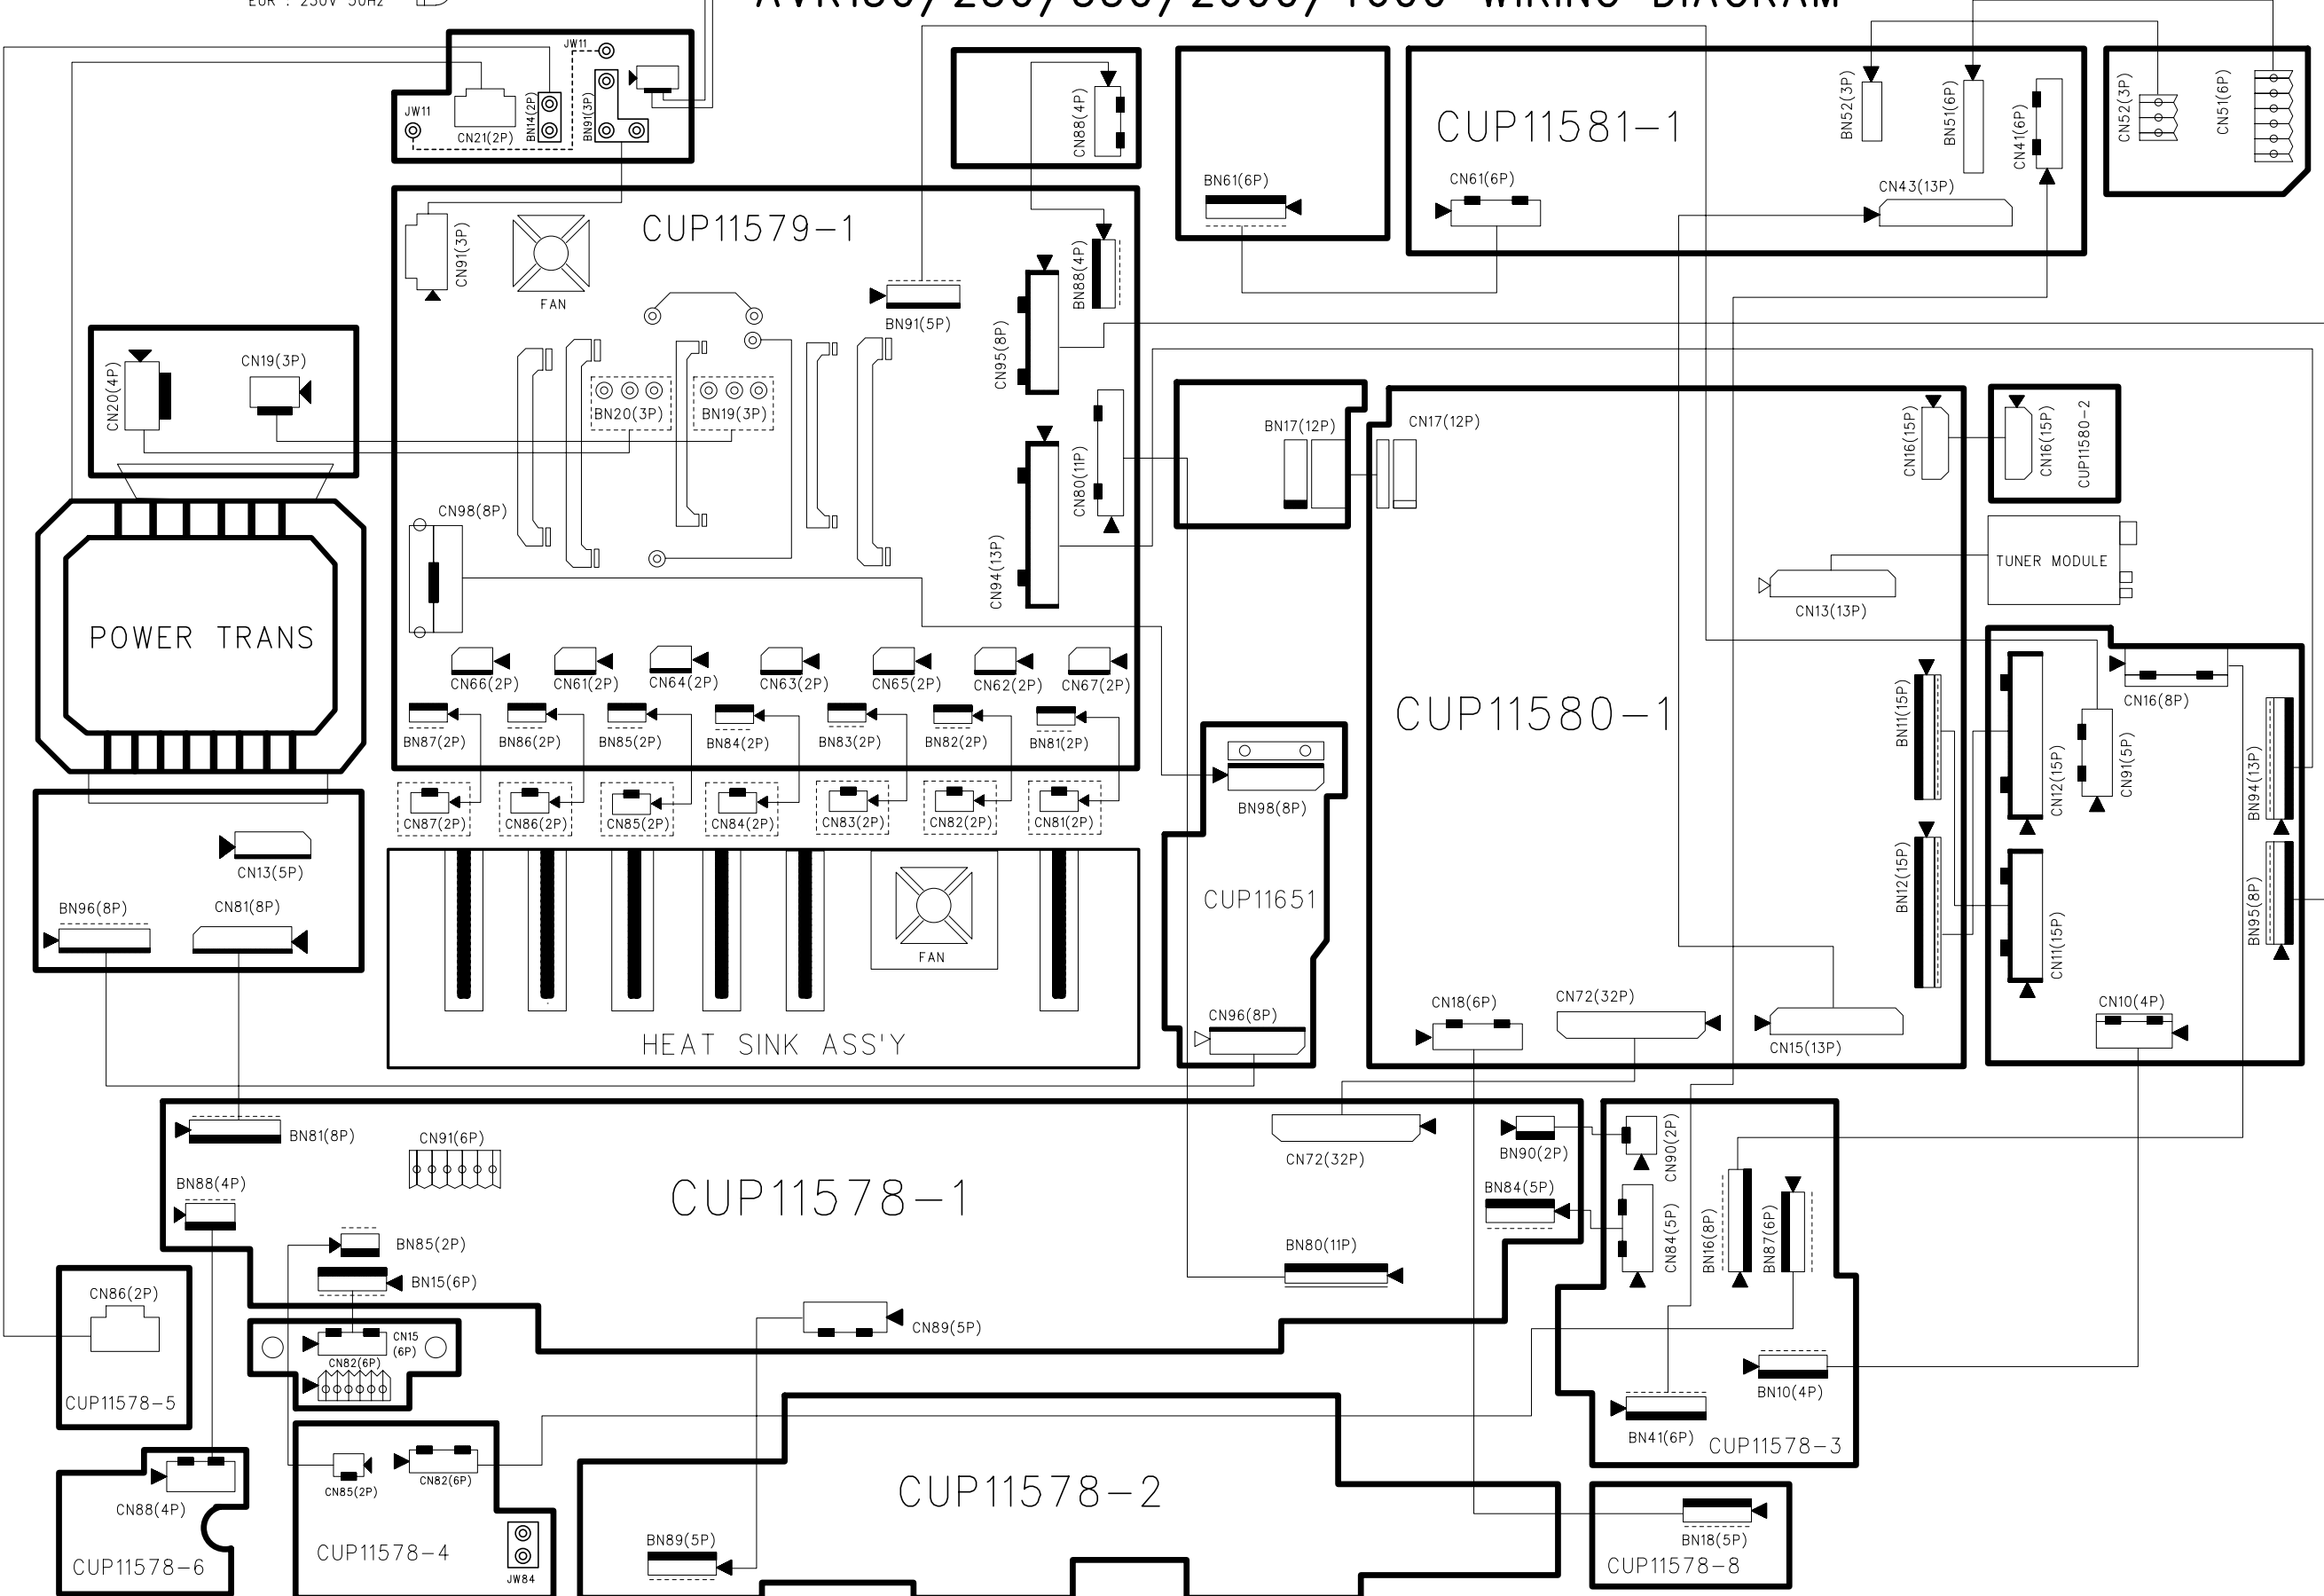 JW11
JW11
CN21(2P)
BN14(2P)
BN91(3P)
CN88(4P)
BN61(6P)
CUP11581-1
CN61(6P)
BN52(3P)
BN51(6P)
CN41(6P)
CN43(13P)
CN52(3P)
CN51(6P)
CUP11579-1
CN91(3P)
FAN
BN91(5P)
CN95(8P)
BN88(4P)
CN20(4P)
CN19(3P)
BN20(3P)
BN19(3P)
CN80(11P)
CN94(13P)
CN98(8P)
BN17(12P)
CN17(12P)
CN16(15P)
CN16(15P)
CUP11580-2
TUNER MODULE
CN13(13P)
POWER TRANS
CN66(2P)
CN61(2P)
CN64(2P)
CN63(2P)
CN65(2P)
CN62(2P)
CN67(2P)
BN87(2P)
BN86(2P)
BN85(2P)
BN84(2P)
BN83(2P)
BN82(2P)
BN81(2P)
CN87(2P)
CN86(2P)
CN85(2P)
CN84(2P)
CN83(2P)
CN82(2P)
CN81(2P)
CUP11580-1
BN11(15P)
BN12(15P)
CN12(15P)
CN11(15P)
CN16(8P)
CN91(5P)
BN94(13P)
BN95(8P)
CN10(4P)
BN98(8P)
CUP11651
CN96(8P)
CN13(5P)
BN96(8P)
CN81(8P)
FAN
HEAT SINK ASS'Y
CN18(6P)
CN72(32P)
CN15(13P)
BN81(8P)
CN91(6P)
BN88(4P)
CUP11578-1
CN72(32P)
BN90(2P)
BN84(5P)
CN90(2P)
CN84(5P)
BN16(8P)
BN87(6P)
BN85(2P)
BN15(6P)
BN80(11P)
CN89(5P)
CN86(2P)
CUP11578-5
CN15
(6P)
CN82(6P)
BN10(4P)
BN41(6P)
CUP11578-3
CN88(4P)
CUP11578-6
CN85(2P)
CN82(6P)
CUP11578-4
JW84
CUP11578-2
BN89(5P)
BN18(5P)
CUP11578-8